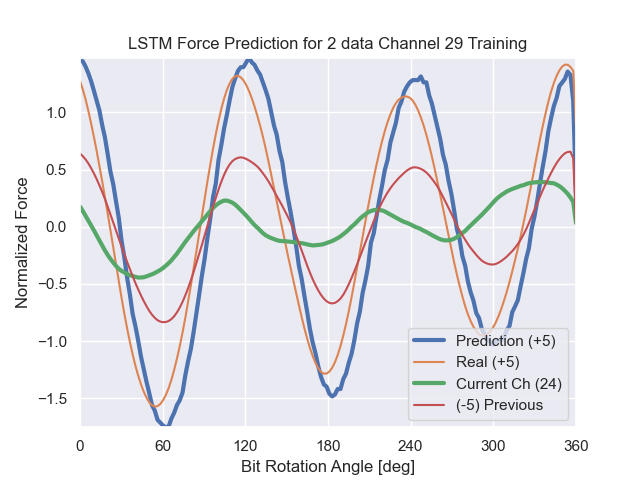 LSTM Force Prediction for 2 data Channel 29 Training
Normalized Force
1.0
0.5
0.0
−0.5
−1.0
−1.5
Prediction (+5)
Real (+5)
Current Ch (24)
(-5) Previous
0 60 120 180 240 300 360
Bit Rotation Angle [deg]